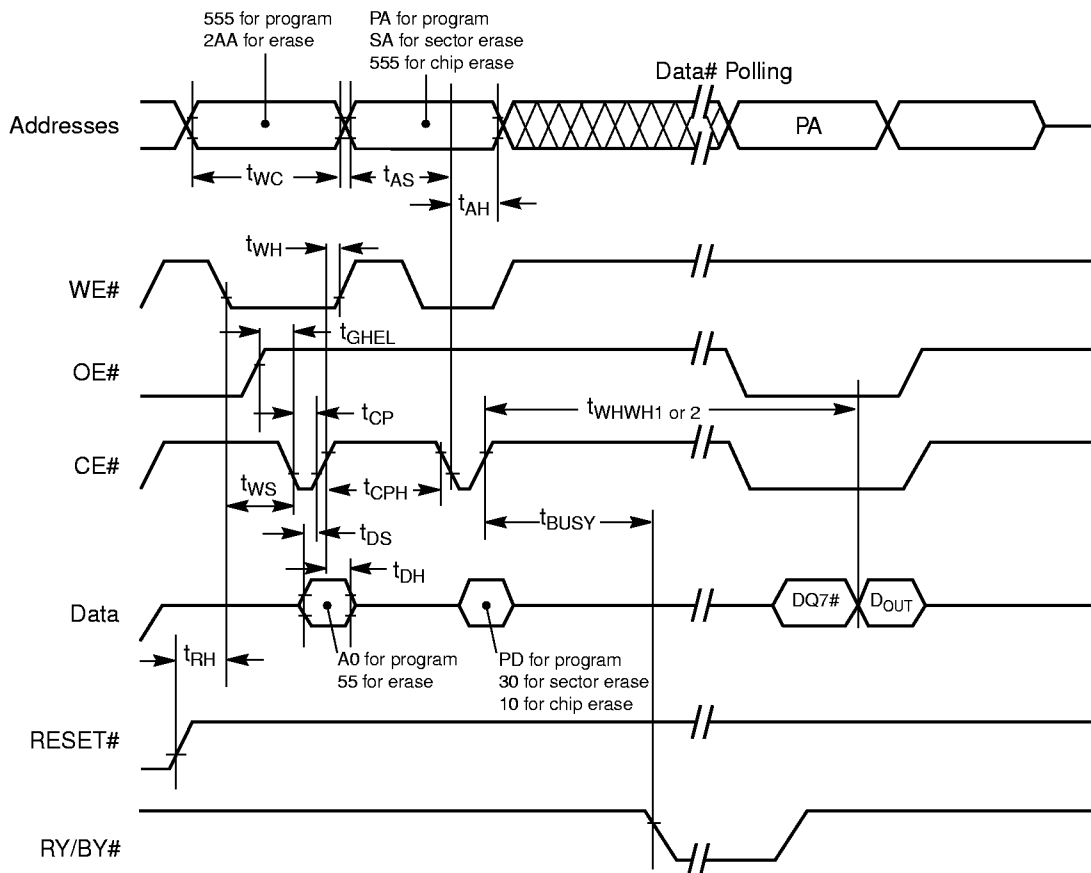 555 for program
2AA for erase
PA for program
SA for sector erase
555 for chip erase
Data# Polling
Addresses
PA
tWC
tAS
tAH
tWH
WE#
tGHEL
OE#
tWHWH1 or 2
tCP
CE#
tWS
tCPH
tBUSY
tDS
tDH
Data
DQ7#
DOUT
tRH
A0 for program
55 for erase
PD for program
30 for sector erase
10 for chip erase
RESET#
RY/BY#